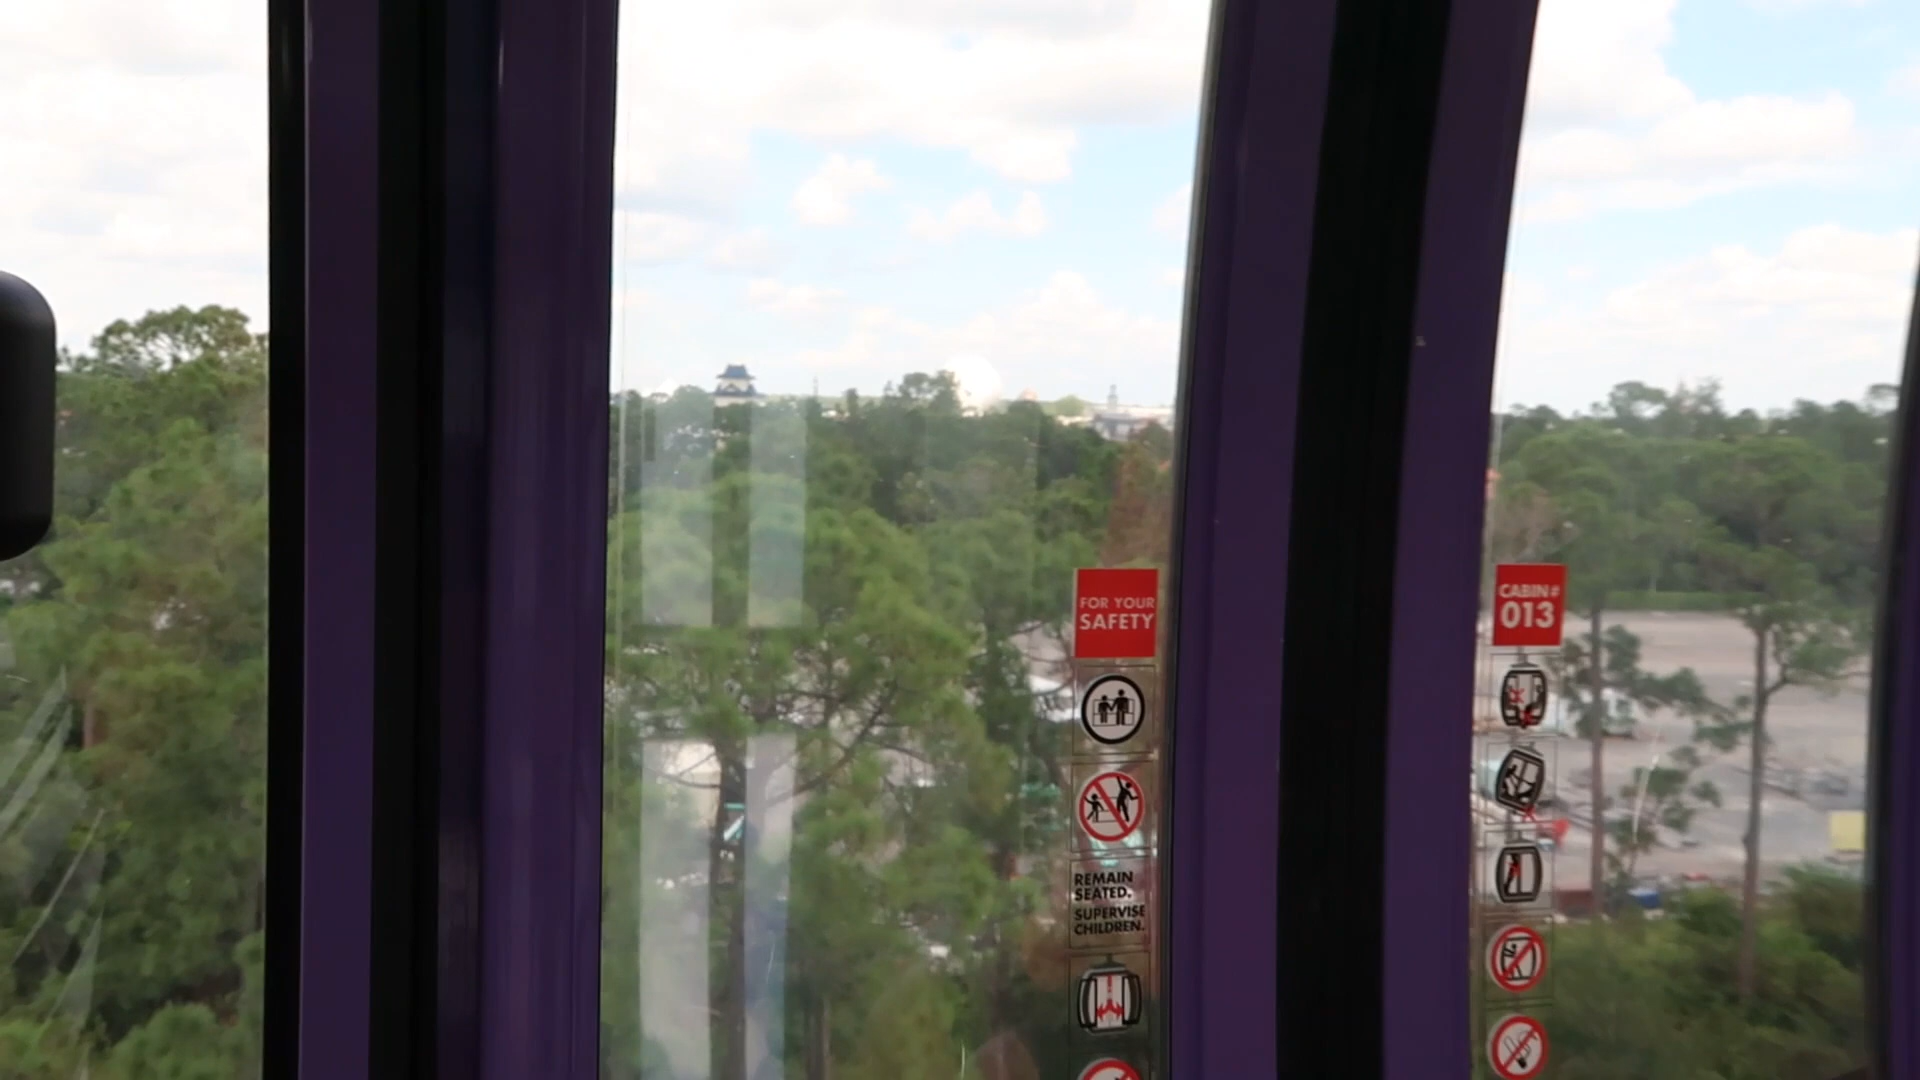 FOR YOUR
SAFETY
REMAIN
SEATED.
SUPERVISE
CHILDREN.
CABIN#
013